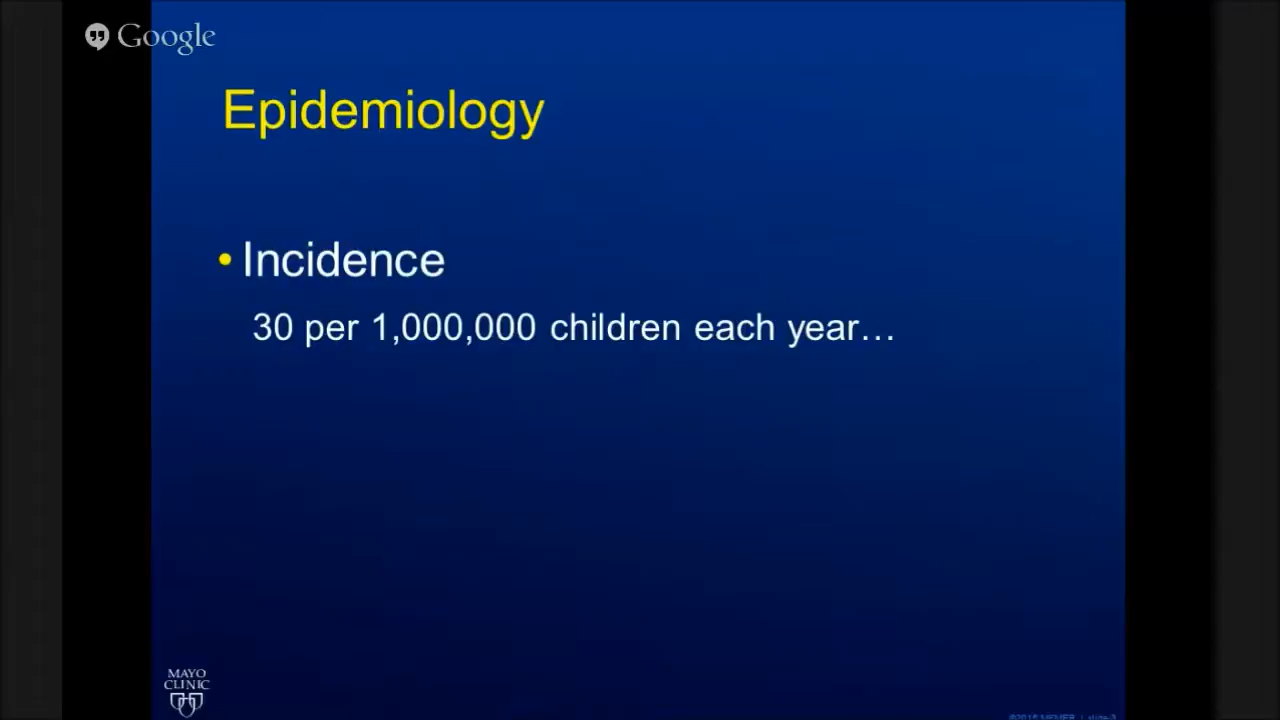 Google
Epidemiology
• Incidence
30 per 1,000,000 children each year…
MAYO
CLINIC